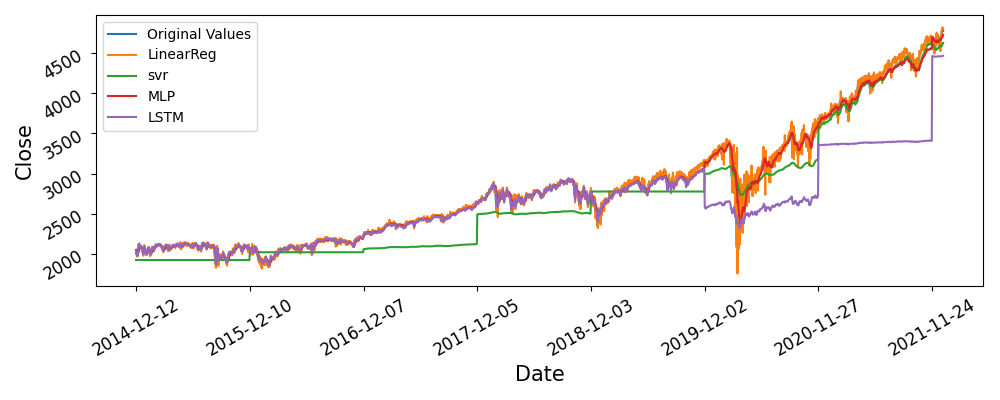 Original Values
LinearReg
svr
MLP
LSTM
Close
4500
4000
3500
3000
2500
2000
2014-12-12
2015-12-10
2016-12-07
2017-12-05
2018-12-03
2019-12-02
2020-11-27
2021-11-24
Date